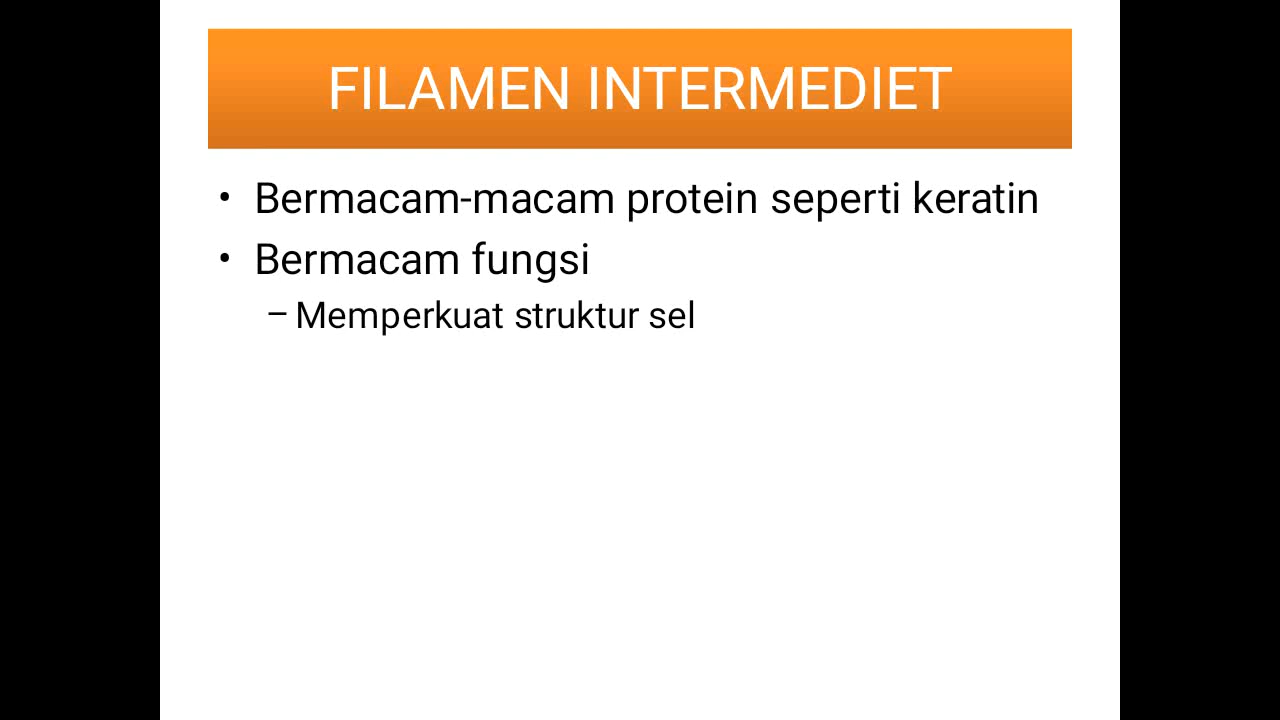 FILAMEN INTERMEDIET
• Bermacam-macam protein seperti keratin
• Bermacam fungsi
– Memperkuat struktur sel